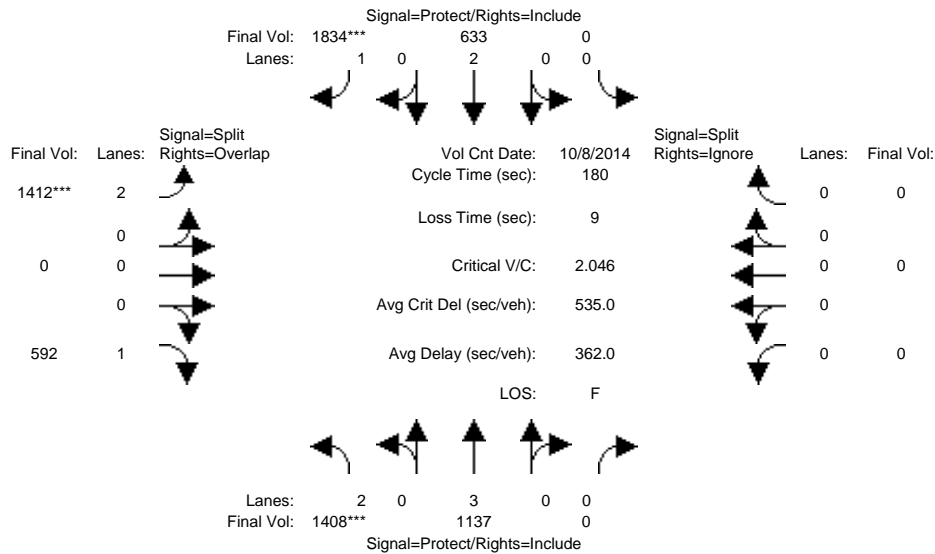 Signal=Protect/Rights=Include
Final Vol: 1834*** 633 0
Lanes: 1 0 2 0 0
Signal=Split Signal=Split
Final Vol: Lanes: Rights=Overlap Vol Cnt Date: 10/8/2014 Rights=Ignore Lanes: Final Vol:
Cycle Time (sec): 180
1412*** 2 0 0
Loss Time (sec): 9
0 0
0 0 Critical V/C: 2.046 0 0
0 Avg Crit Del (sec/veh): 535.0 0
592 1 Avg Delay (sec/veh): 362.0 0 0
LOS: F
Lanes: 2 0 3 0 0
Final Vol: 1408*** 1137 0
Signal=Protect/Rights=Include